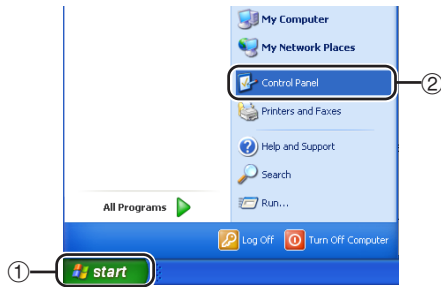 My Computer
My Network Places
Control Panel
②
Printers and Faxes
Help and Support
Search
All Programs
Run...
Log Off
Turn Off Computer
①
start